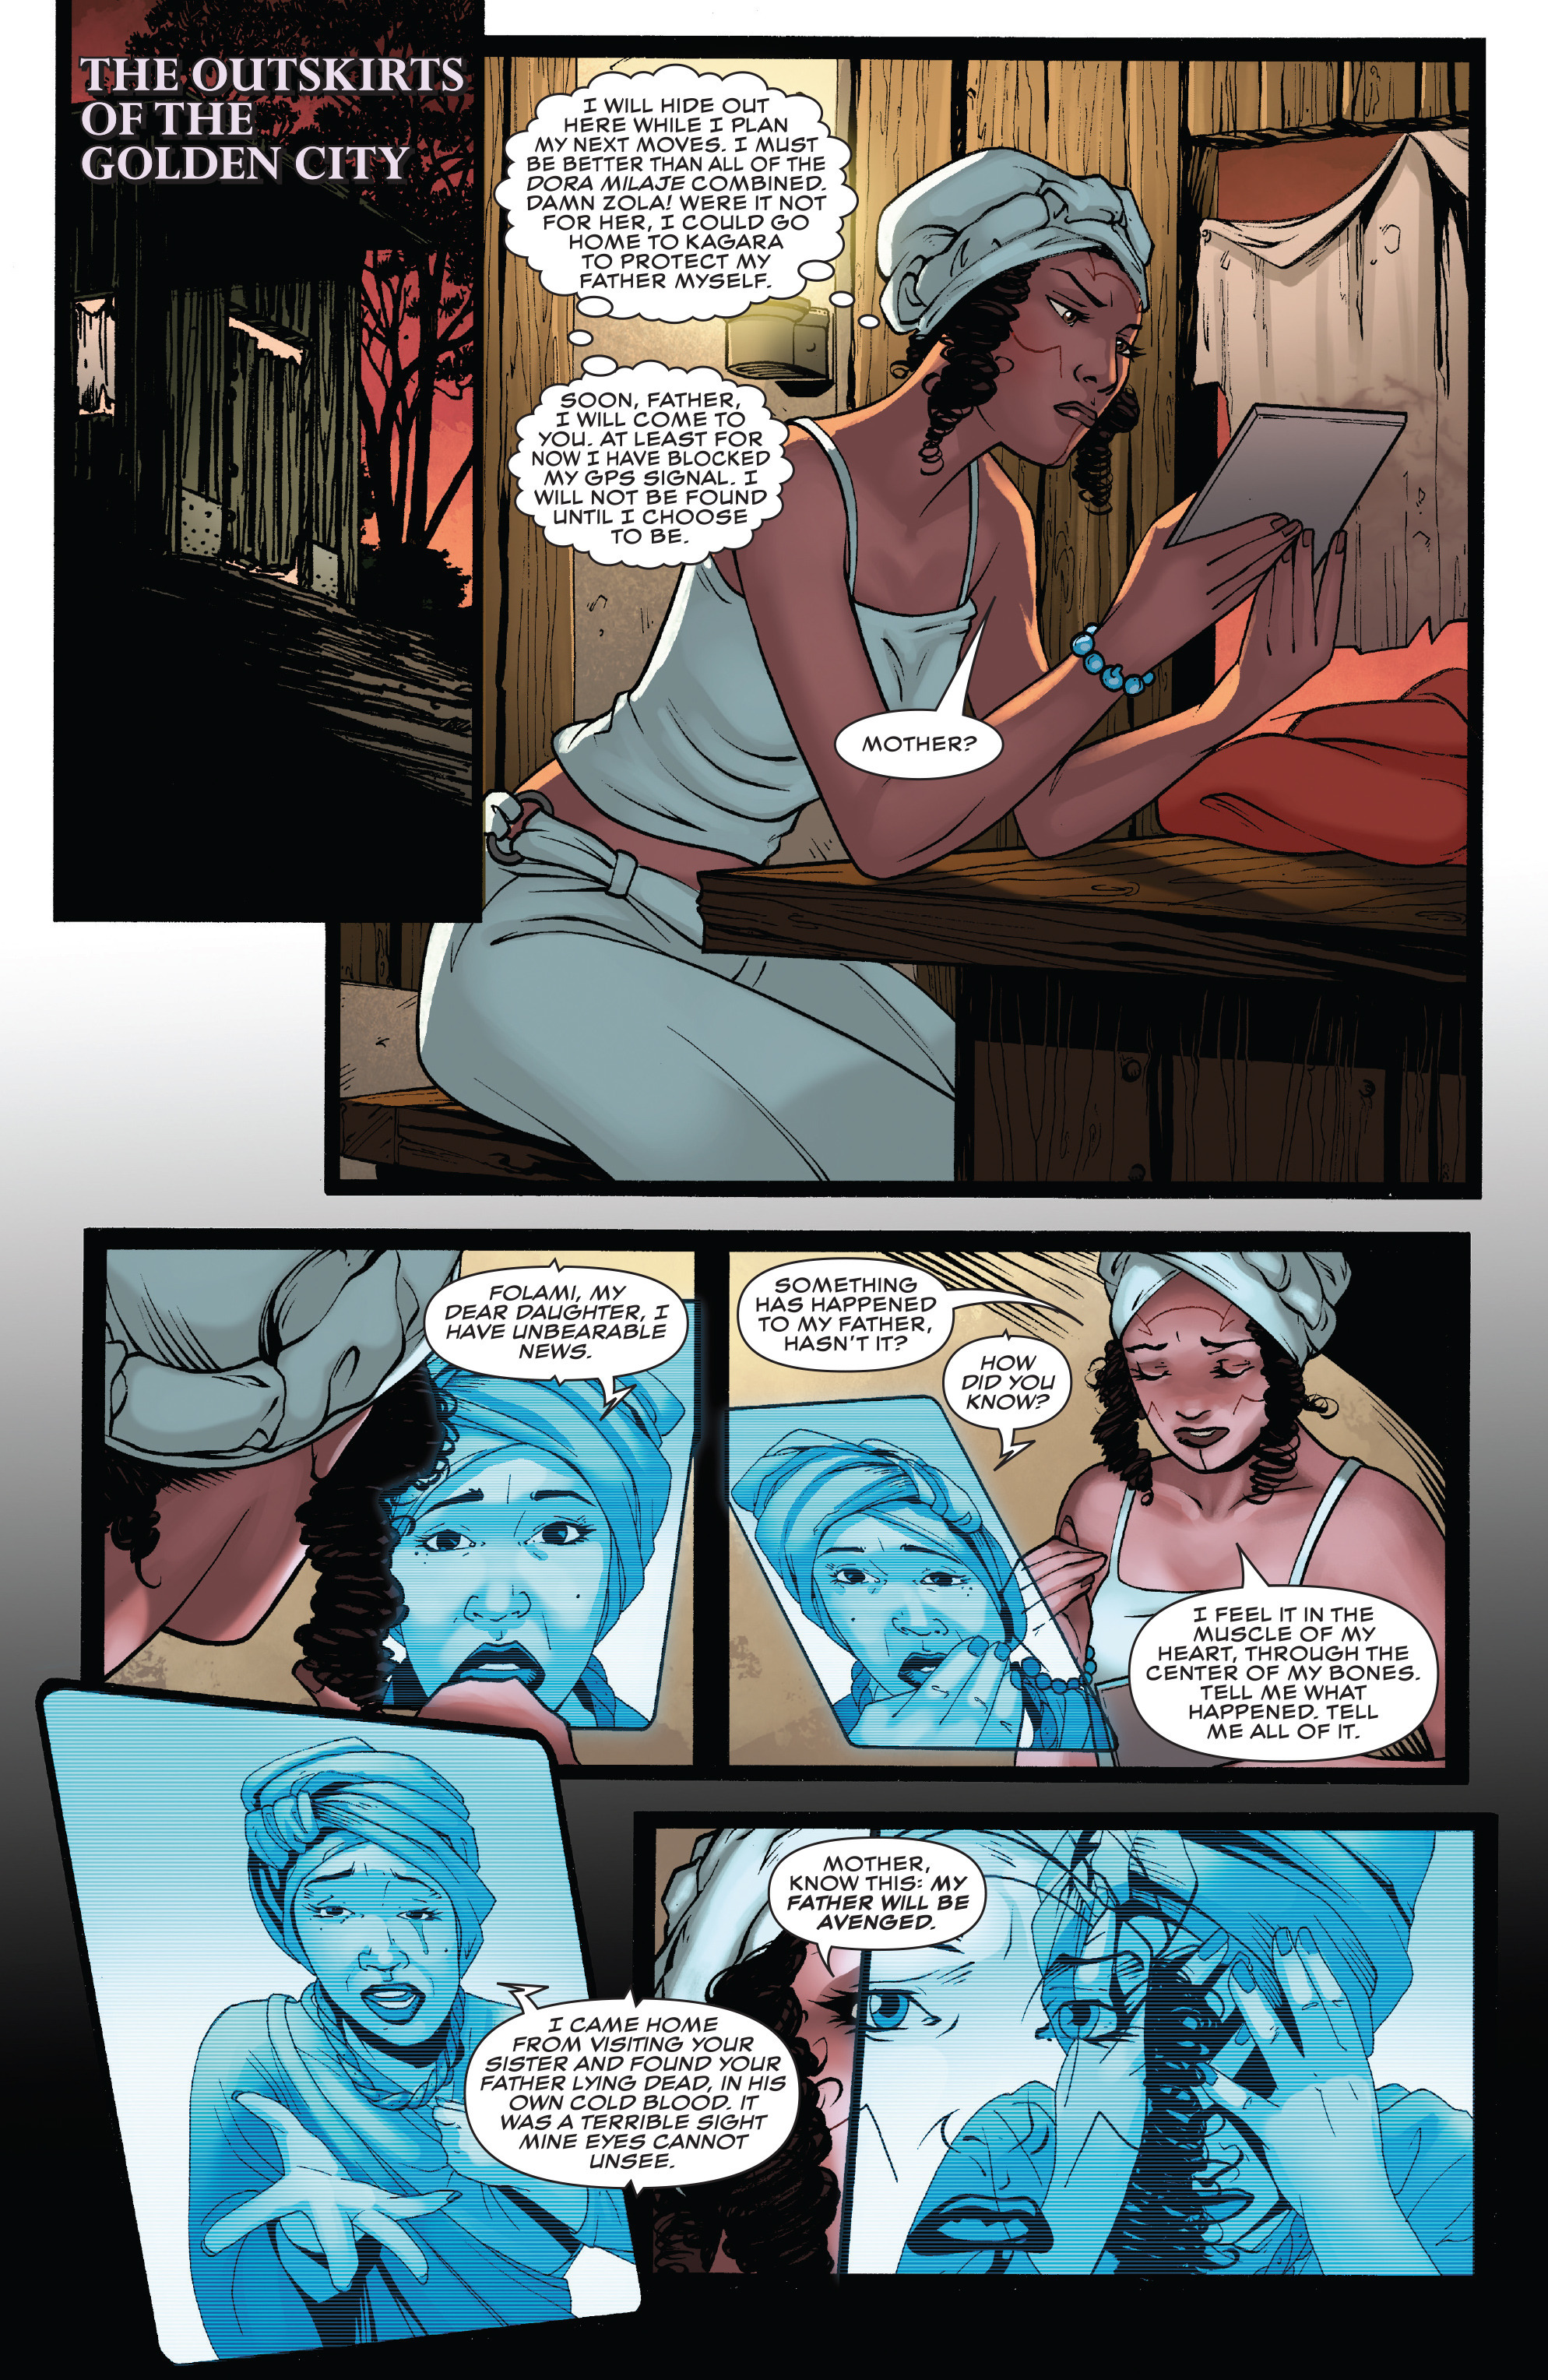 THE OUTSKIRTS
OF THE
GOLDEN CITY
I WILL HIDE OUT
HERE WHILE I PLAN
MY NEXT MOVES. I MUST
BE BETTER THAN ALL OF THE
DORA MILAJE COMBINED.
DAMN ZOLA! WERE IT NOT
FOR HER, I COULD GO
HOME TO KAGARA
TO PROTECT MY
FATHER MYSELF.
SOON, FATHER,
I WILL COME TO
YOU. AT LEAST FOR
NOW I HAVE BLOCKED
MY GPS SIGNAL. I
WILL NOT BE FOUND
UNTIL I CHOOSE
TO BE.
MOTHER?
FOLAMI, MY
DEAR DAUGHTER, I
HAVE UNBEARABLE
NEWS.
SOMETHING
HAS HAPPENED
TO MY FATHER,
HASN'T IT?
HOW
DID YOU
KNOW?
I FEEL IT IN THE
MUSCLE OF MY
HEART, THROUGH THE
CENTER OF MY BONES.
TELL ME WHAT
HAPPENED. TELL
ME ALL OF IT.
I CAME HOME
FROM VISITING YOUR
SISTER AND FOUND YOUR
FATHER LYING DEAD, IN HIS
OWN COLD BLOOD. IT
WAS A TERRIBLE SIGHT
MINE EYES CANNOT
UNSEE.
MOTHER,
KNOW THIS: MY
FATHER WILL BE
AVENGED.